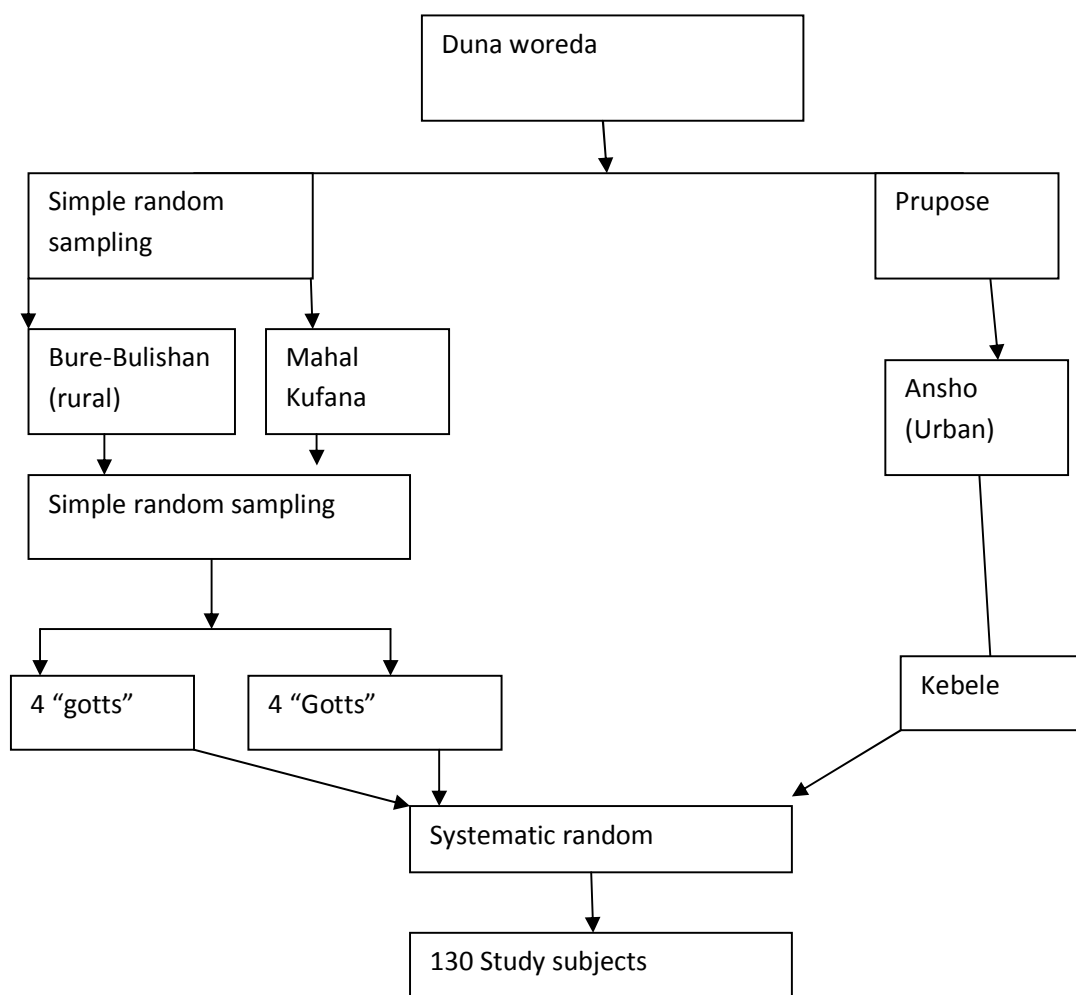 Duna woreda
Simple random
sampling
Prupose
Bure-Bulishan
(rural)
Mahal
Kufana
Ansho
(Urban)
Simple random sampling
4 “gotts”
4 “Gotts”
Kebele
Systematic random
130 Study subjects